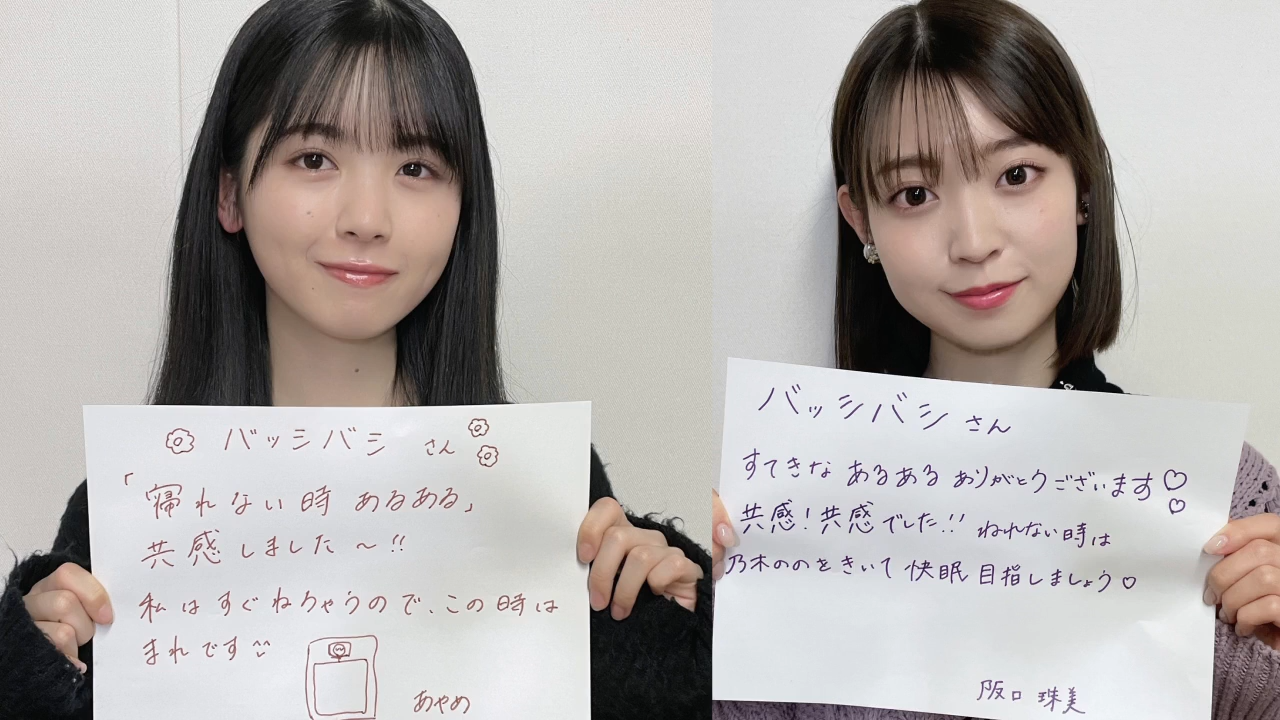 バッシバシ さん
「寝れない時 あるある」
共感しました〜!!
私はすぐねちゃうので、この時は
まれです
あやめ
バッシバシ さん
すてきな あるある ありがとうございます♡
共感!共感でした!! ねれない時は
乃木ののをきいて 快眠 目指しましょう♡
阪口 珠美